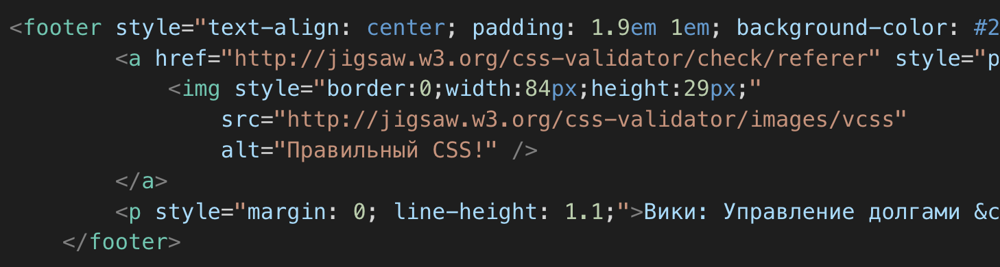 <footer style="text-align: center; padding: 1.9em 1em; background-color: #2
<a href="http://jigsaw.w3.org/css-validator/check/referer" style="p
<img style="border:0;width:84px;height:29px;"
src="http://jigsaw.w3.org/css-validator/images/vcss"
alt="Правильный CSS!" />
</a>
<p style="margin: 0; line-height: 1.1;">Вики: Управление долгами &c
</footer>